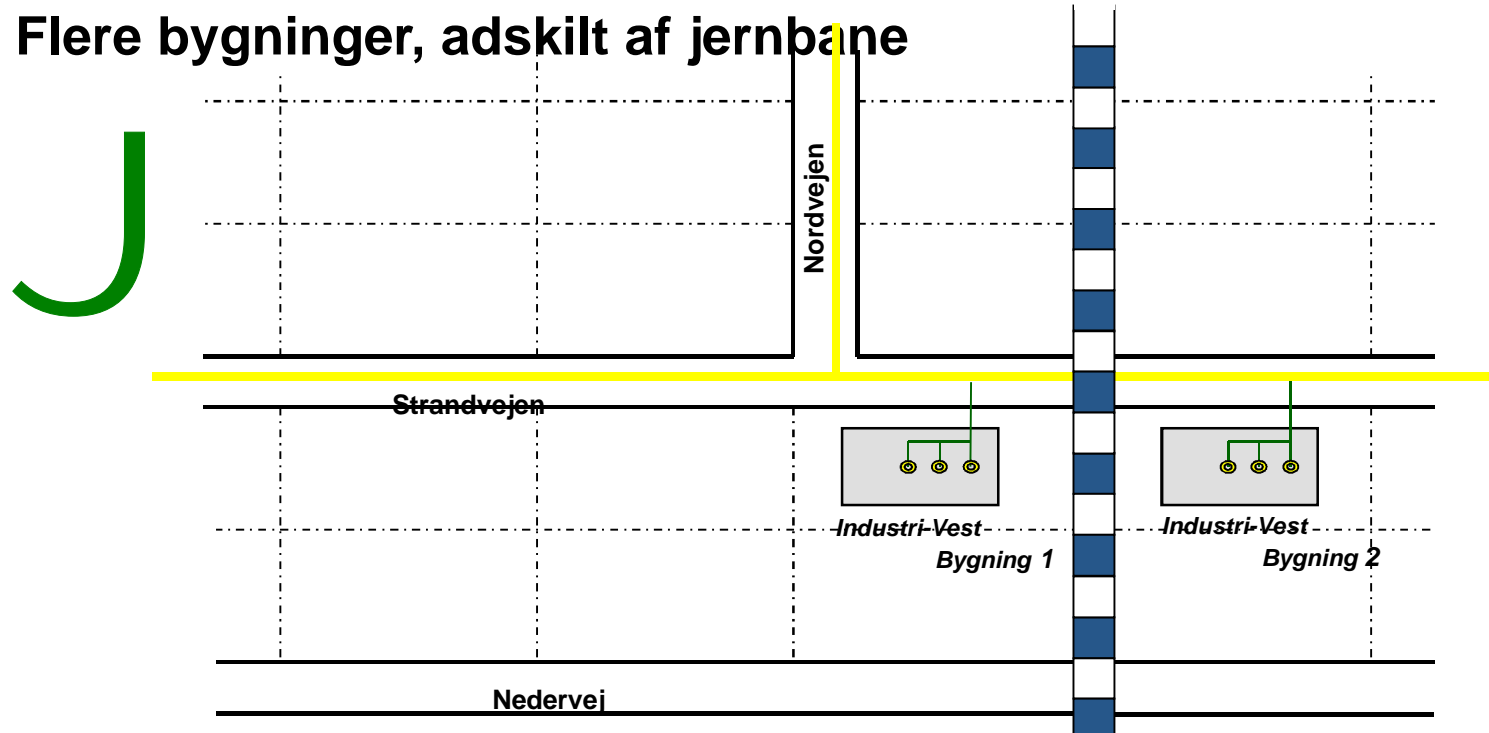 Flere bygninger, adskilt af jernbane
J
Nordvejen
Strandvejen
Industri-Vest
Bygning 1
Industri-Vest
Bygning 2
Nedervej